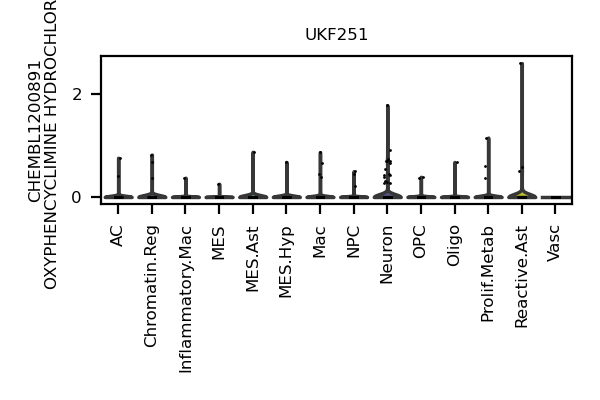 UKF251
CHEMBL1200891
OXYPHENCYCLIMINE HYDROCHLOR
2
0
AC
Chromatin.Reg
Inflammatory.Mac
MES
MES.Ast
MES.Hyp
Mac
NPC
Neuron
OPC
Oligo
Prolif.Metab
Reactive.Ast
Vasc